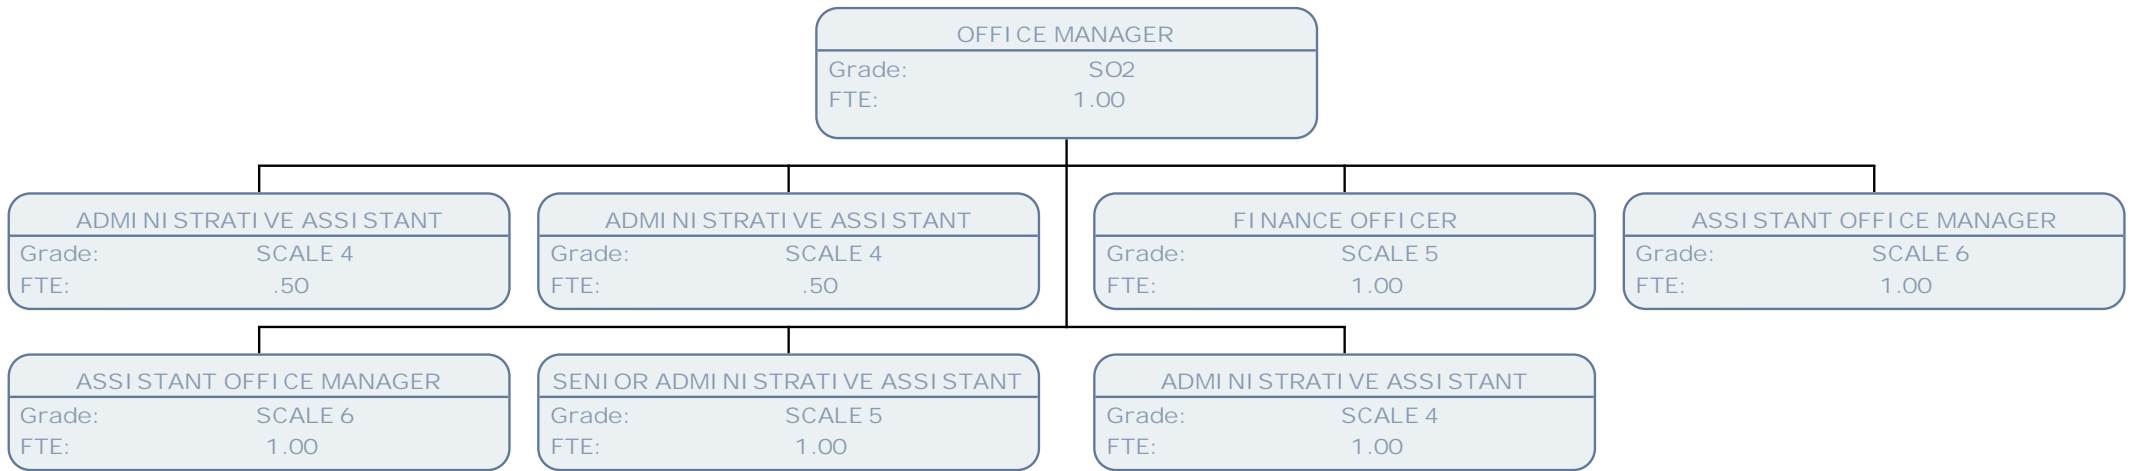 OFFICE MANAGER
Grade: SO2
FTE: 1.00
ADMINISTRATIVE ASSISTANT
Grade: SCALE 4
FTE: .50
ADMINISTRATIVE ASSISTANT
Grade: SCALE 4
FTE: .50
FINANCE OFFICER
Grade: SCALE 5
FTE: 1.00
ASSISTANT OFFICE MANAGER
Grade: SCALE 6
FTE: 1.00
ASSISTANT OFFICE MANAGER
Grade: SCALE 6
FTE: 1.00
SENIOR ADMINISTRATIVE ASSISTANT
Grade: SCALE 5
FTE: 1.00
ADMINISTRATIVE ASSISTANT
Grade: SCALE 4
FTE: 1.00